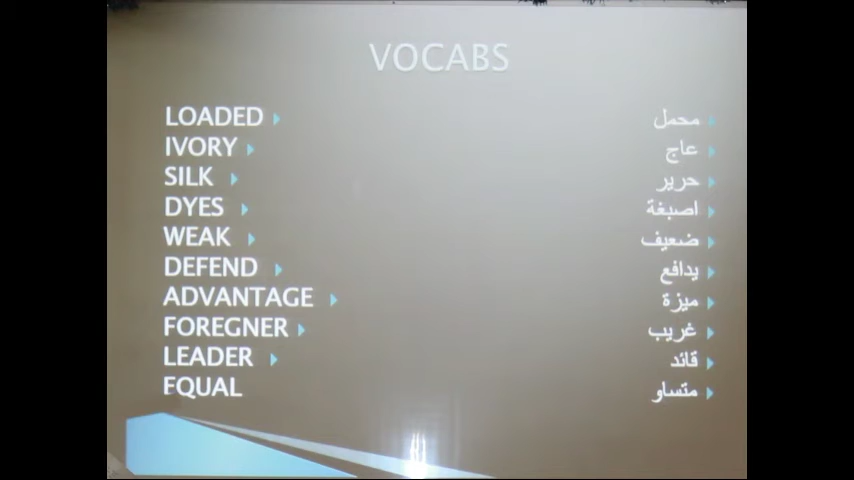 VOCABS
LOADED محمل
IVORY عاج
SILK حرير
DYES اصبغة
WEAK ضعيف
DEFEND يدافع
ADVANTAGE ميزة
FOREGNER غريب
LEADER قائد
EQUAL متساو